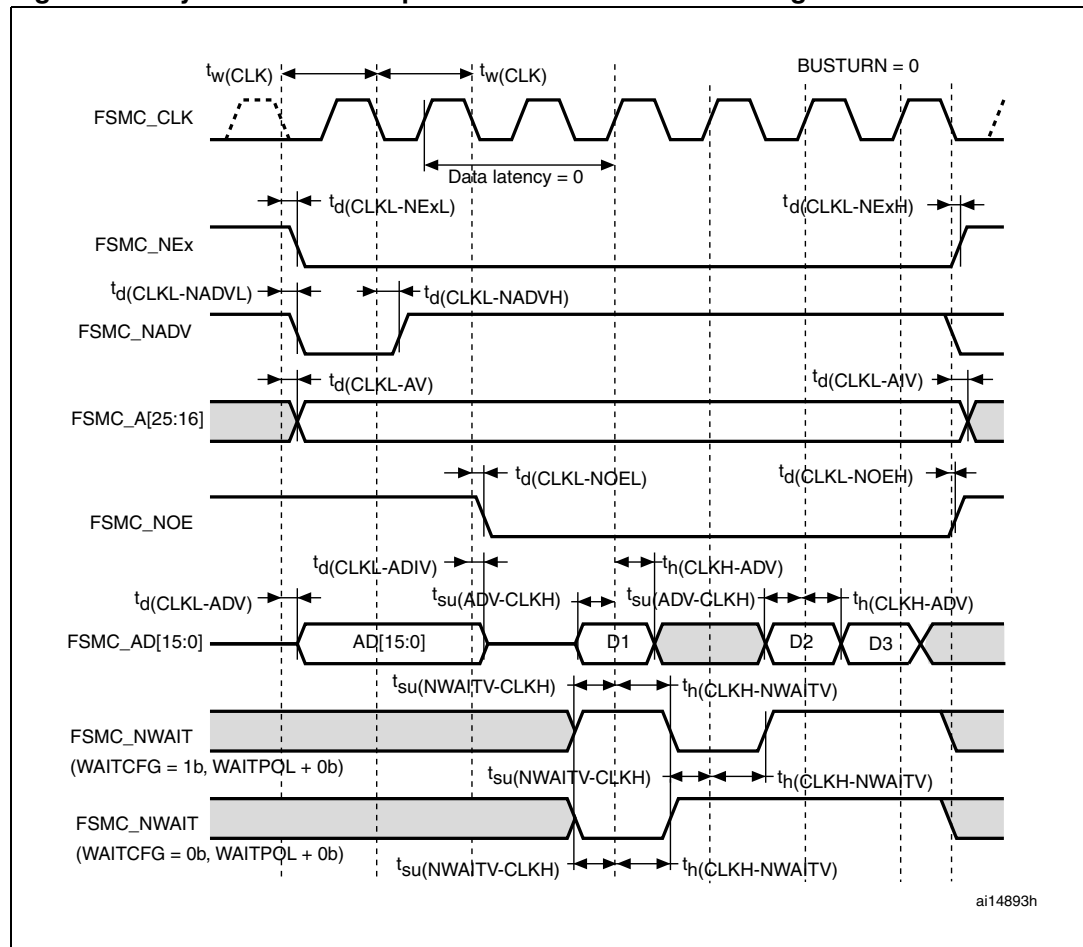 tw(CLK) tw(CLK) BUSTURN = 0
FSMC_CLK
Data latency = 0
td(CLKL-NExL) td(CLKL-NExH)
FSMC_NEx
td(CLKL-NADVL) td(CLKL-NADVH)
FSMC_NADV
td(CLKL-AV) td(CLKL-AIV)
FSMC_A[25:16]
td(CLKL-NOEL) td(CLKL-NOEH)
FSMC_NOE
td(CLKL-ADIV) th(CLKH-ADV)
td(CLKL-ADV) tsu(ADV-CLKH) tsu(ADV-CLKH) th(CLKH-ADV)
FSMC_AD[15:0] AD[15:0] D1 D2 D3
tsu(NWAITV-CLKH) th(CLKH-NWAITV)
FSMC_NWAIT
(WAITCFG = 1b, WAITPOL + 0b)
tsu(NWAITV-CLKH) th(CLKH-NWAITV)
FSMC_NWAIT
(WAITCFG = 0b, WAITPOL + 0b)
tsu(NWAITV-CLKH) th(CLKH-NWAITV)
ai14893h